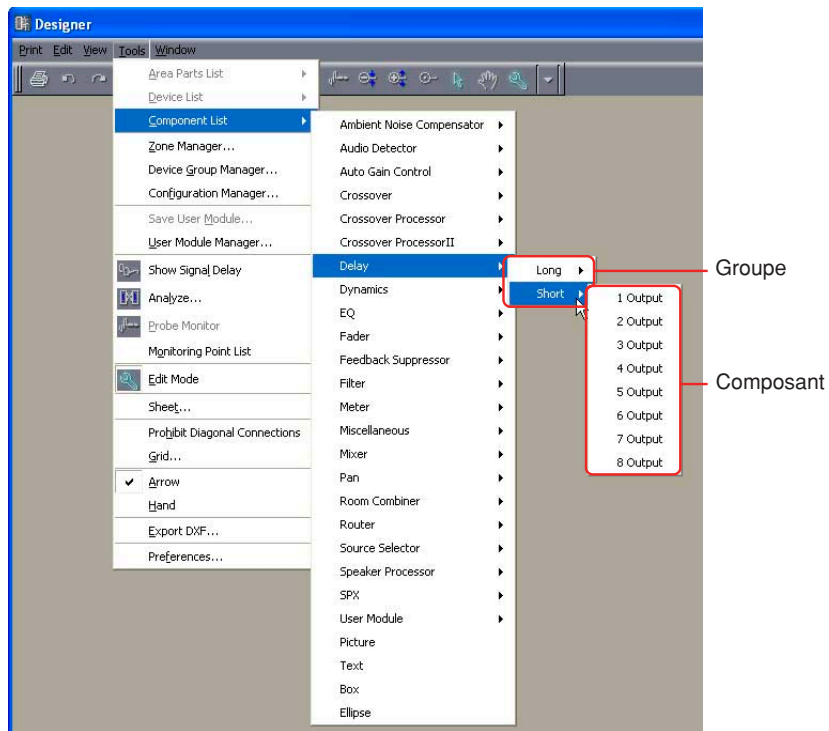 Designer
Print Edit View Tools Window
Area Parts List
Device List
Component List
Zone Manager...
Device Group Manager...
Configuration Manager...
Save User Module...
User Module Manager...
Show Signal Delay
Analyze...
Probe Monitor
Monitoring Point List
Edit Mode
Sheet...
Prohibit Diagonal Connections
Grid...
Arrow
Hand
Export DXF...
Preferences...
Ambient Noise Compensator
Audio Detector
Auto Gain Control
Crossover
Crossover Processor
Crossover ProcessorII
Delay
Dynamics
EQ
Fader
Feedback Suppressor
Filter
Meter
Miscellaneous
Mixer
Pan
Room Combiner
Router
Source Selector
Speaker Processor
SPX
User Module
Picture
Text
Box
Ellipse
Long
Short
1 Output
2 Output
3 Output
4 Output
5 Output
6 Output
7 Output
8 Output
Groupe
Composant